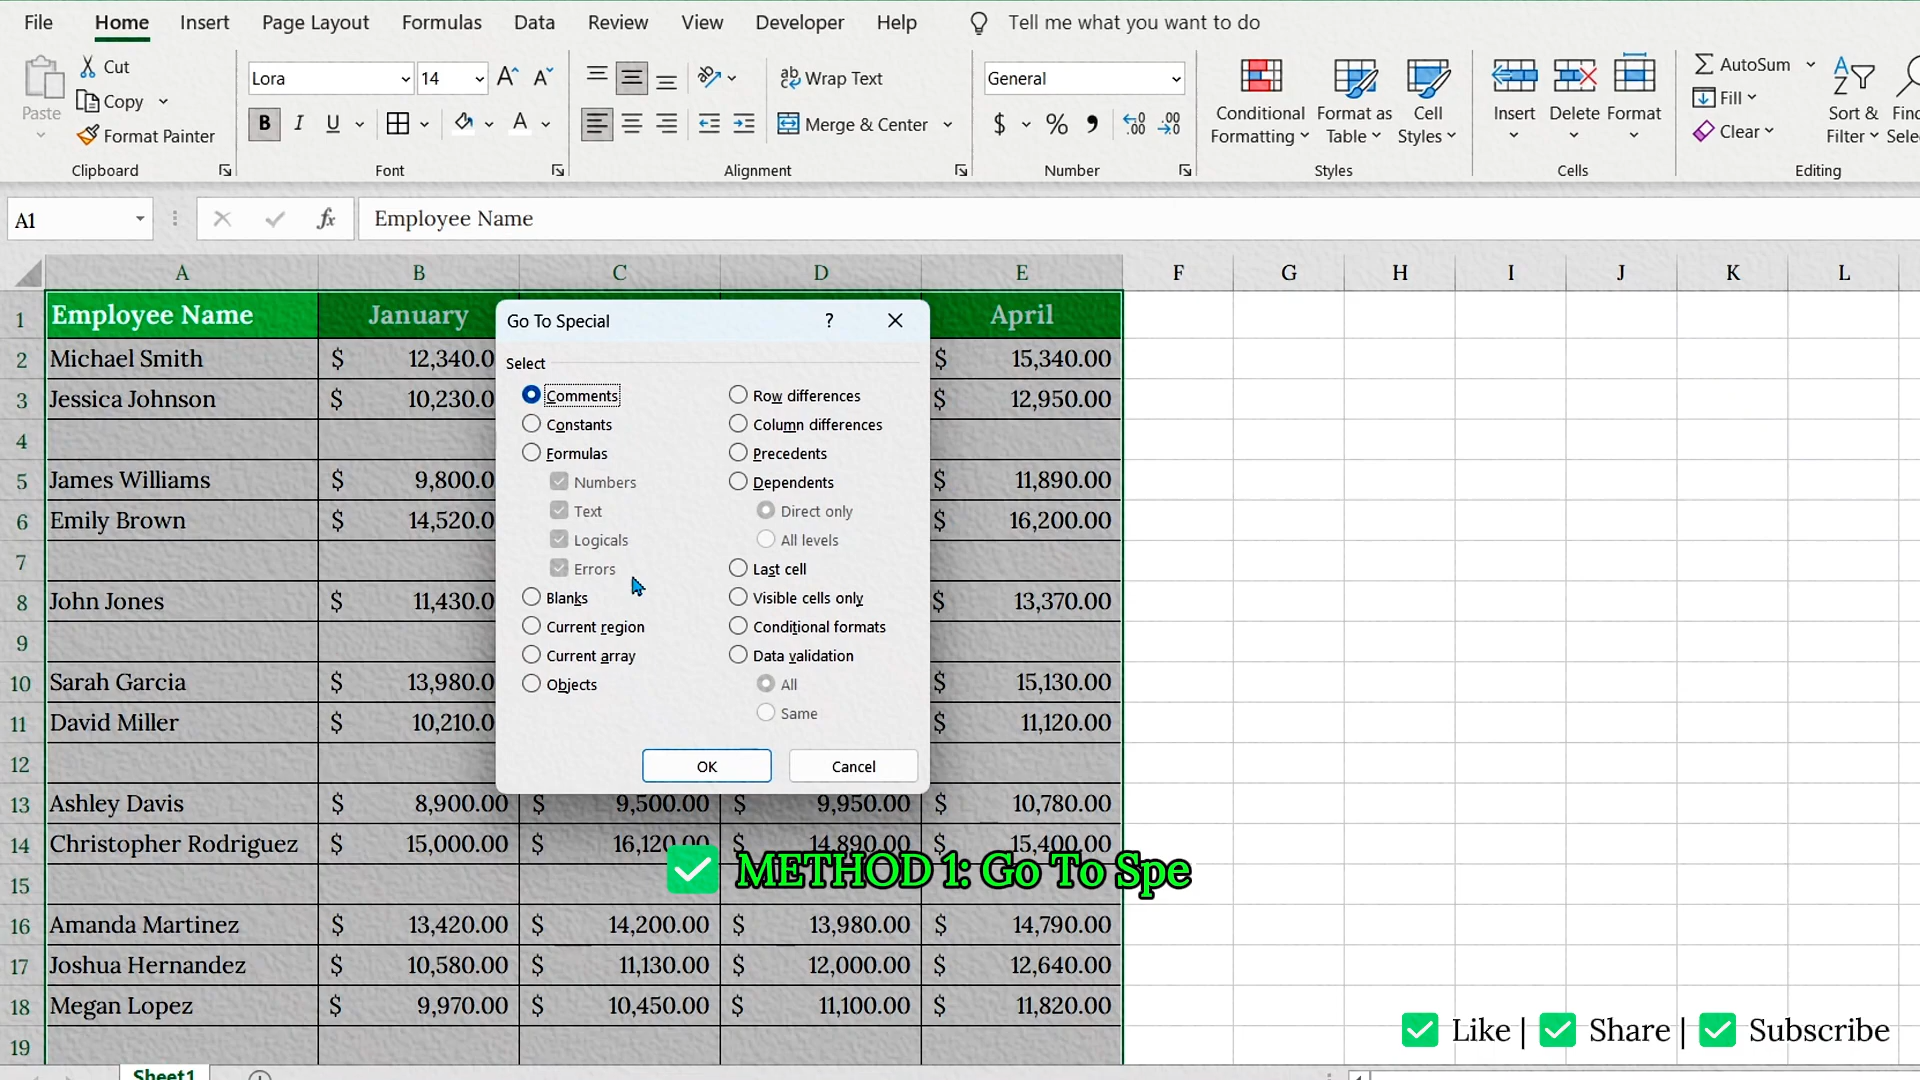 File Home Insert Page Layout Formulas Data Review View Developer Help Tell me what you want to do
Paste
Cut
Copy
Format Painter
Clipboard
Lora 14
B I U
Font
Wrap Text
Merge & Center
Alignment
General
$ % ,
Number
Conditional Formatting
Format as Table
Cell Styles
Styles
Insert Delete Format
Cells
AutoSum
Fill
Clear
Sort & Filter
Editing
A1 fx Employee Name
A B C D E F G H I J K L
1 Employee Name January April
2 Michael Smith $ 12,340.0 $ 15,340.00
3 Jessica Johnson $ 10,230.0 $ 12,950.00
4
5 James Williams $ 9,800.0 $ 11,890.00
6 Emily Brown $ 14,520.0 $ 16,200.00
7
8 John Jones $ 11,430.0 $ 13,370.00
9
10 Sarah Garcia $ 13,980.0 $ 15,130.00
11 David Miller $ 10,210.0 $ 11,120.00
12
13 Ashley Davis $ 8,900.00 $ 9,500.00 $ 9,950.00 $ 10,780.00
14 Christopher Rodriguez $ 15,000.00 $ 16,120.00 $ 14,890.00 $ 15,400.00
15
16 Amanda Martinez $ 13,420.00 $ 14,200.00 $ 13,980.00 $ 14,790.00
17 Joshua Hernandez $ 10,580.00 $ 11,130.00 $ 12,000.00 $ 12,640.00
18 Megan Lopez $ 9,970.00 $ 10,450.00 $ 11,100.00 $ 11,820.00
19
Go To Special ?
Select
Comments
Constants
Formulas
Numbers
Text
Logicals
Errors
Blanks
Current region
Current array
Objects
Row differences
Column differences
Precedents
Dependents
Direct only
All levels
Last cell
Visible cells only
Conditional formats
Data validation
All
Same
OK Cancel
METHOD 1: Go To Spe
Like | Share | Subscribe
Sheet1